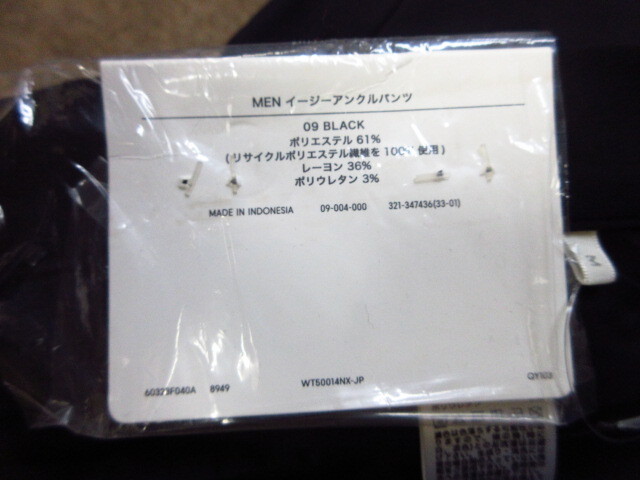 MEN イージーアンクルパンツ
09 BLACK
ポリエステル 61%
(リサイクルポリエステル繊維を 100% 使用)
レーヨン 36%
ポリウレタン 3%
MADE IN INDONESIA 09-004-000 321-347436(33-01)
M
8949 WT50014NX-JP